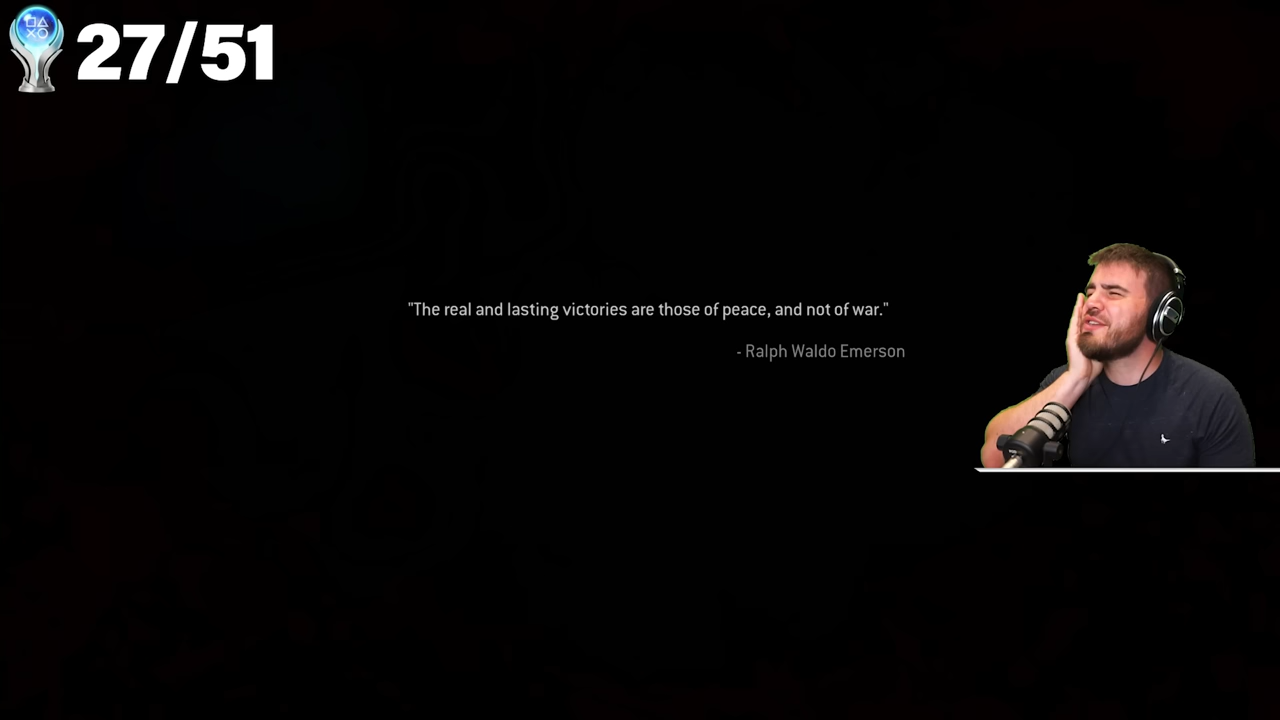 27/51
"The real and lasting victories are those of peace, and not of war."
- Ralph Waldo Emerson